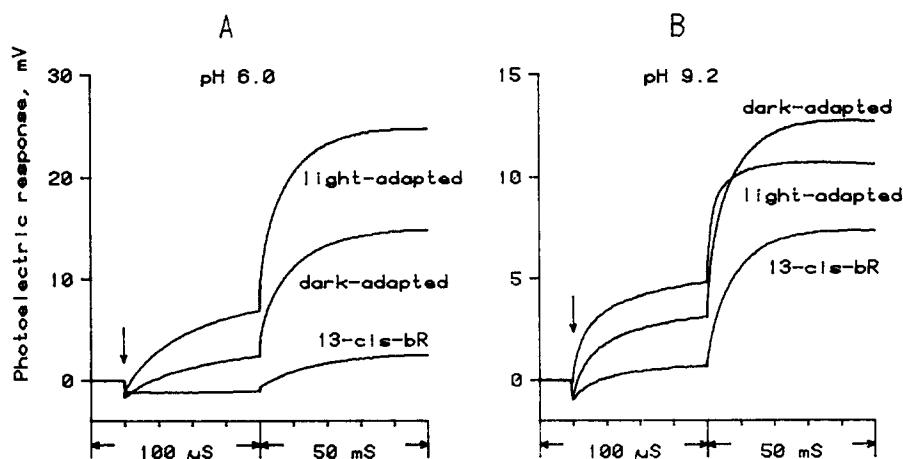 A
pH 6.0
Photoelectric response, mV
30
20
10
0
light-adapted
dark-adapted
13-cis-bR
100 µS
50 mS
B
pH 9.2
15
10
5
0
dark-adapted
light-adapted
13-cis-bR
100 µS
50 mS